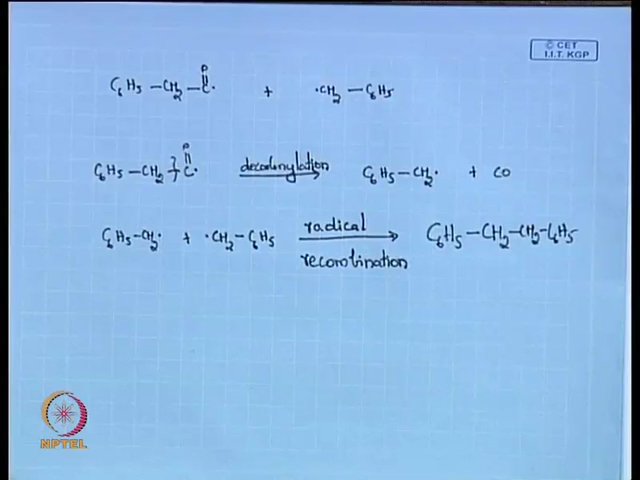 © CET
I.I.T. KGP
C6H5—CH2—C(=O)· + ·CH2—C6H5
C6H5—CH2—C(=O)· decarbonylation C6H5—CH2· + CO
C6H5-CH2· + ·CH2-C6H5 radical recombination C6H5—CH2—CH2-C6H5
NPTEL